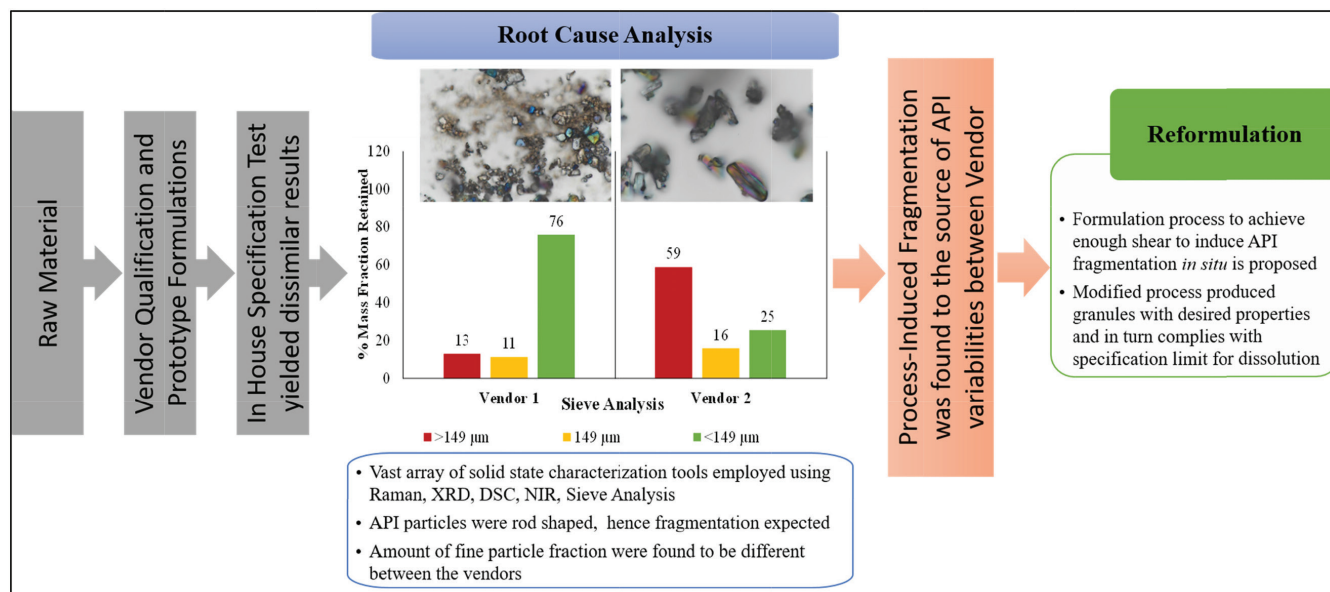 Raw Material
Vendor Qualification and
Prototype Formulations
In House Specification Test
yielded dissimilar results
Root Cause Analysis
% Mass Fraction Retained
120
100
80
60
40
20
0
13
11
76
59
16
25
Vendor 1
Sieve Analysis
Vendor 2
>149 µm
149 µm
<149 µm
• Vast array of solid state characterization tools employed using
Raman, XRD, DSC, NIR, Sieve Analysis
• API particles were rod shaped, hence fragmentation expected
• Amount of fine particle fraction were found to be different
between the vendors
Process-Induced Fragmentation
was found to the source of API
variabilities between Vendor
Reformulation
• Formulation process to achieve
enough shear to induce API
fragmentation in situ is proposed
• Modified process produced
granules with desired properties
and in turn complies with
specification limit for dissolution